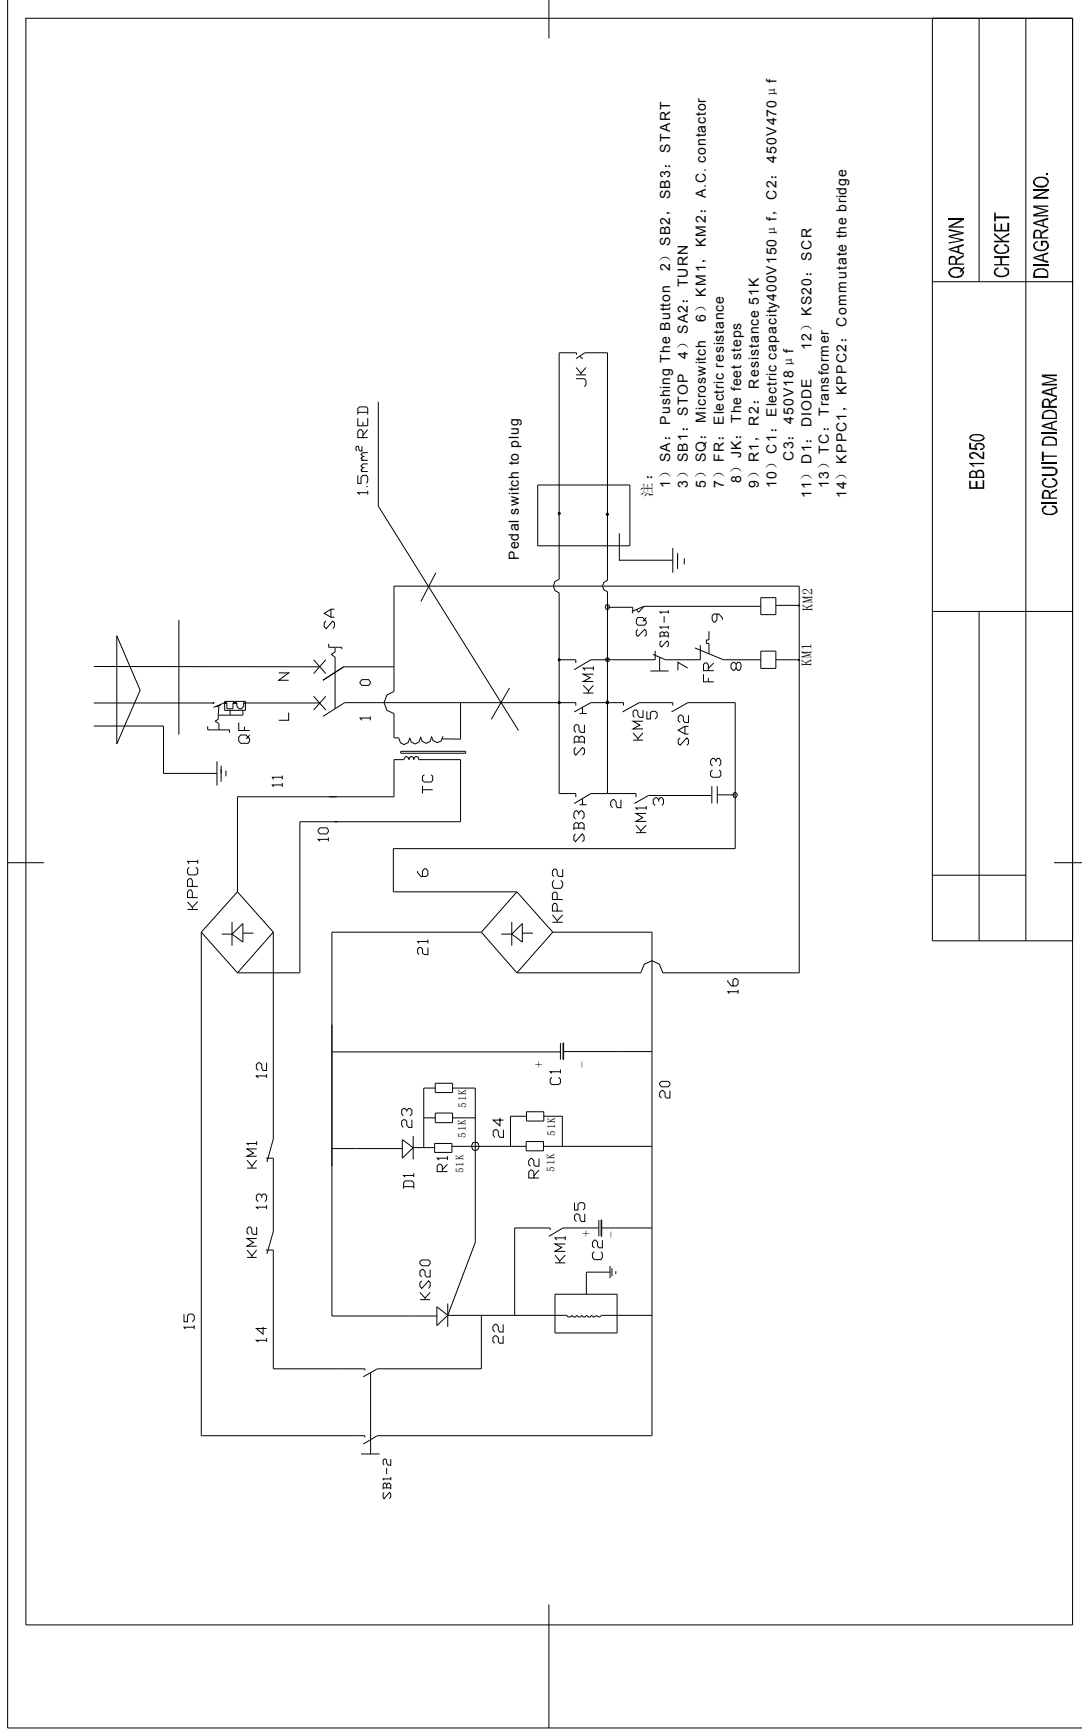 KPPC1
11
10
QF
L
N
SA
1
0
TC
1.5mm² RED
Pedal switch to plug
JK
15
14
KM2
13
KM1
12
SB1-2
KS20
22
D1
23
R1
51K
51K
51K
24
R2
51K
51K
KM1
25
C2
+
-
C1
+
-
20
21
KPPC2
6
16
SB3
2
KM1
3
C3
SB2
KM1
KM2
5
SA2
SQ
SB1-1
7
FR
8
9
KM1
KM2
注:
1) SA: Pushing The Button 2) SB2, SB3: START
3) SB1: STOP 4) SA2: TURN
5) SQ: Microswitch 6) KM1, KM2: A.C. contactor
7) FR: Electric resistance
8) JK: The feet steps
9) R1, R2: Resistance 51K
10) C1: Electric capacity400V150μf, C2: 450V470μf
C3: 450V18μf
11) D1: DIODE 12) KS20: SCR
13) TC: Transformer
14) KPPC1, KPPC2: Commutate the bridge
EB1250
CIRCUIT DIADRAM
QRAWN
CHCKET
DIAGRAM NO.